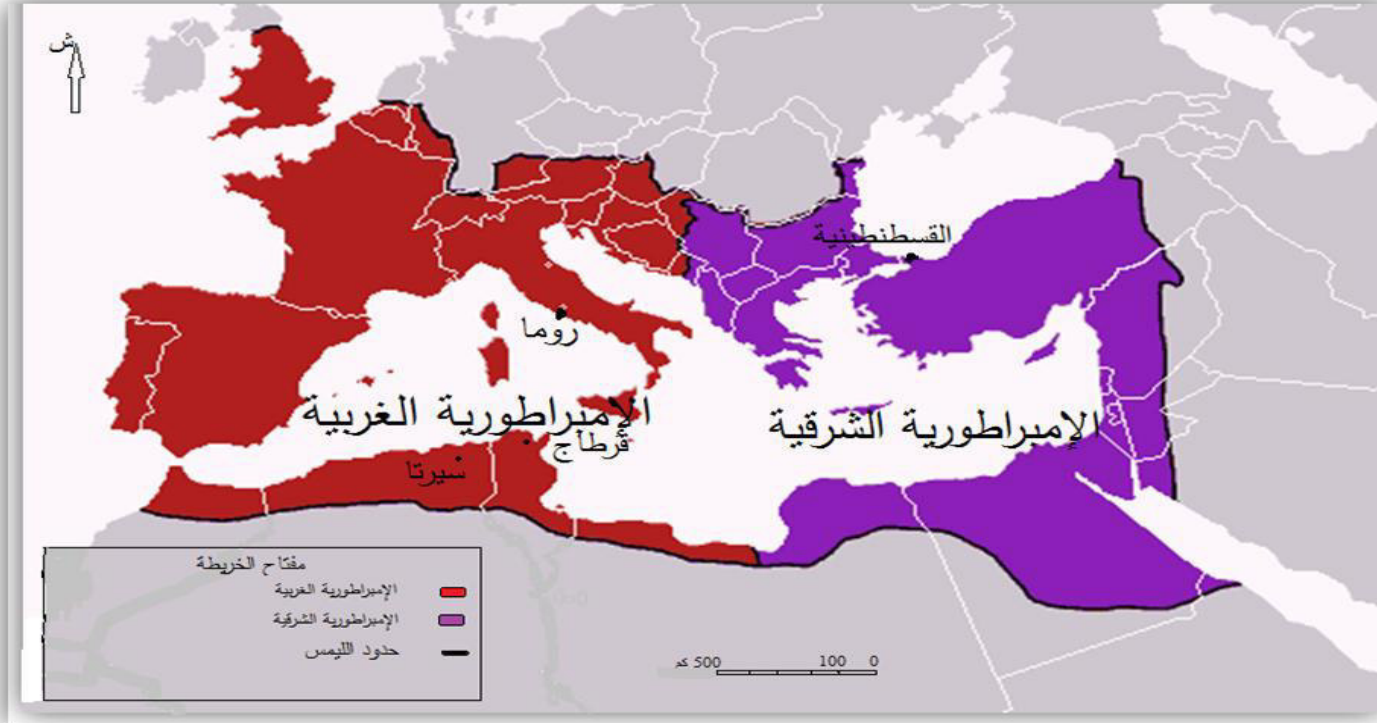 ش
القسطنطينية
روما
الإمبراطورية الغربية
الإمبراطورية الشرقية
قرطاج
سيرتا
مفتاح الخريطة
الإمبراطورية الغربية
الإمبراطورية الشرقية
حدود الليمس
500 كم 100 0